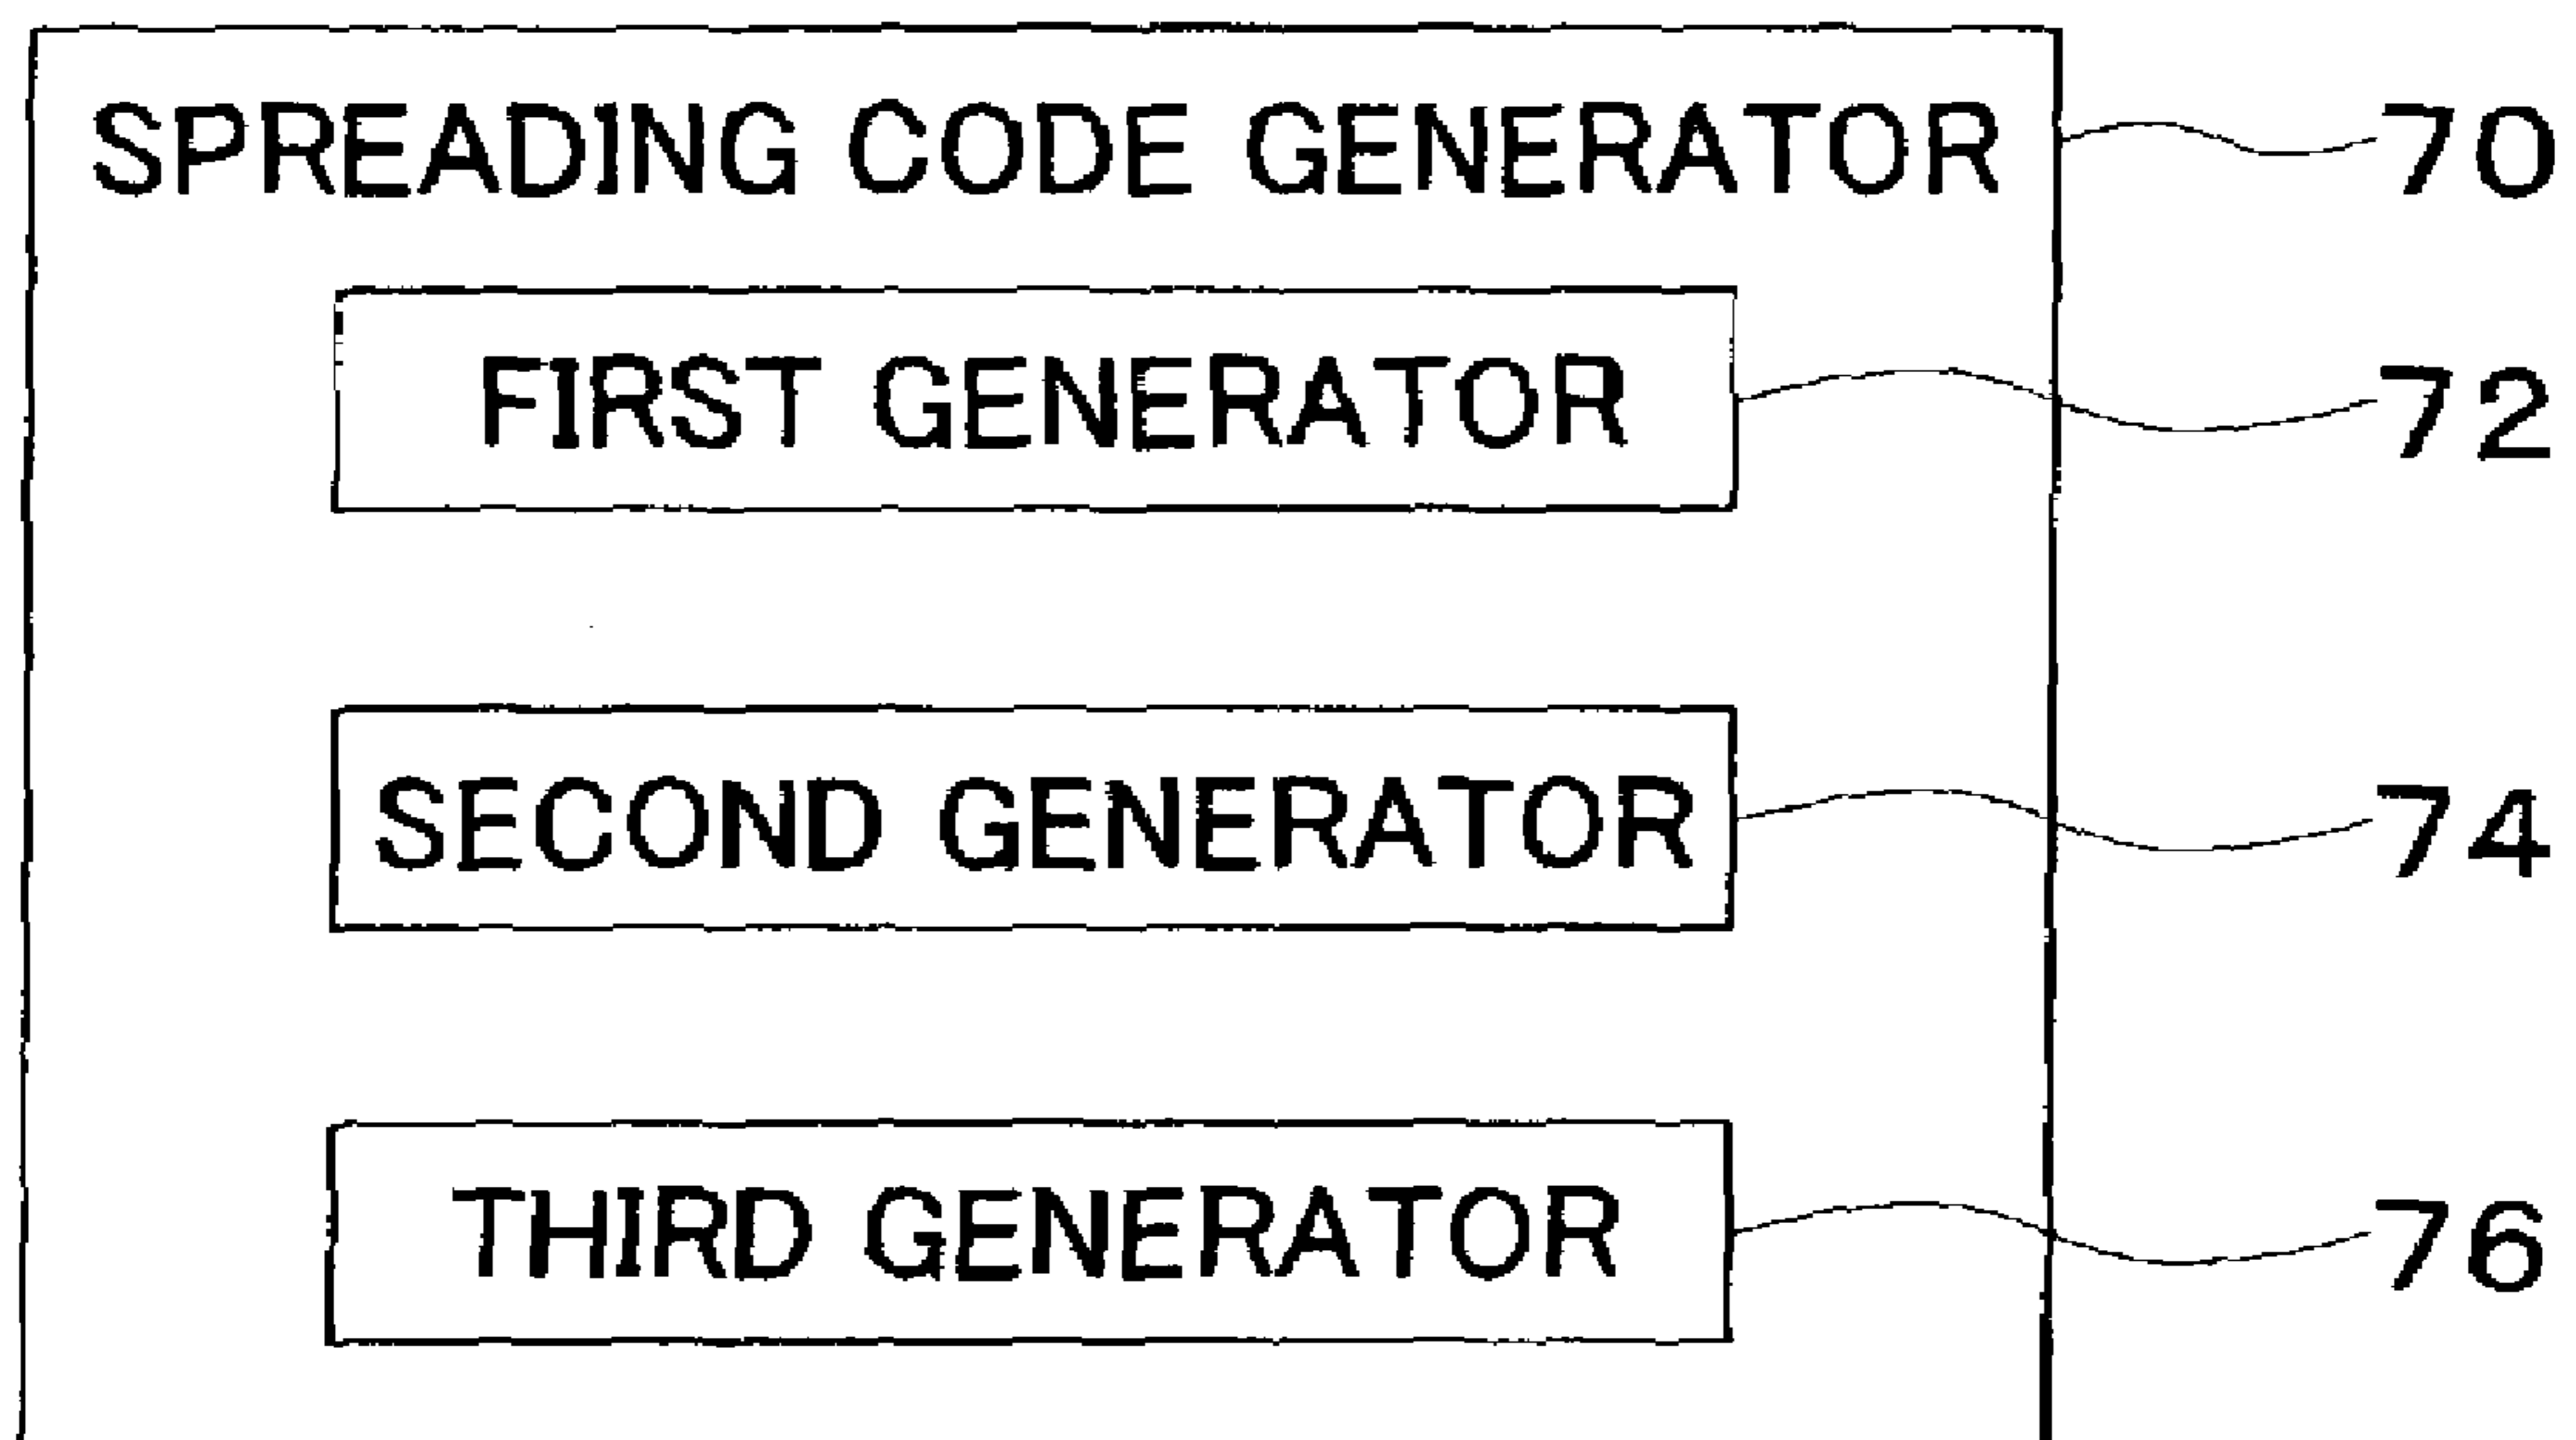 SPREADING CODE GENERATOR 70
FIRST GENERATOR 72
SECOND GENERATOR 74
THIRD GENERATOR 76